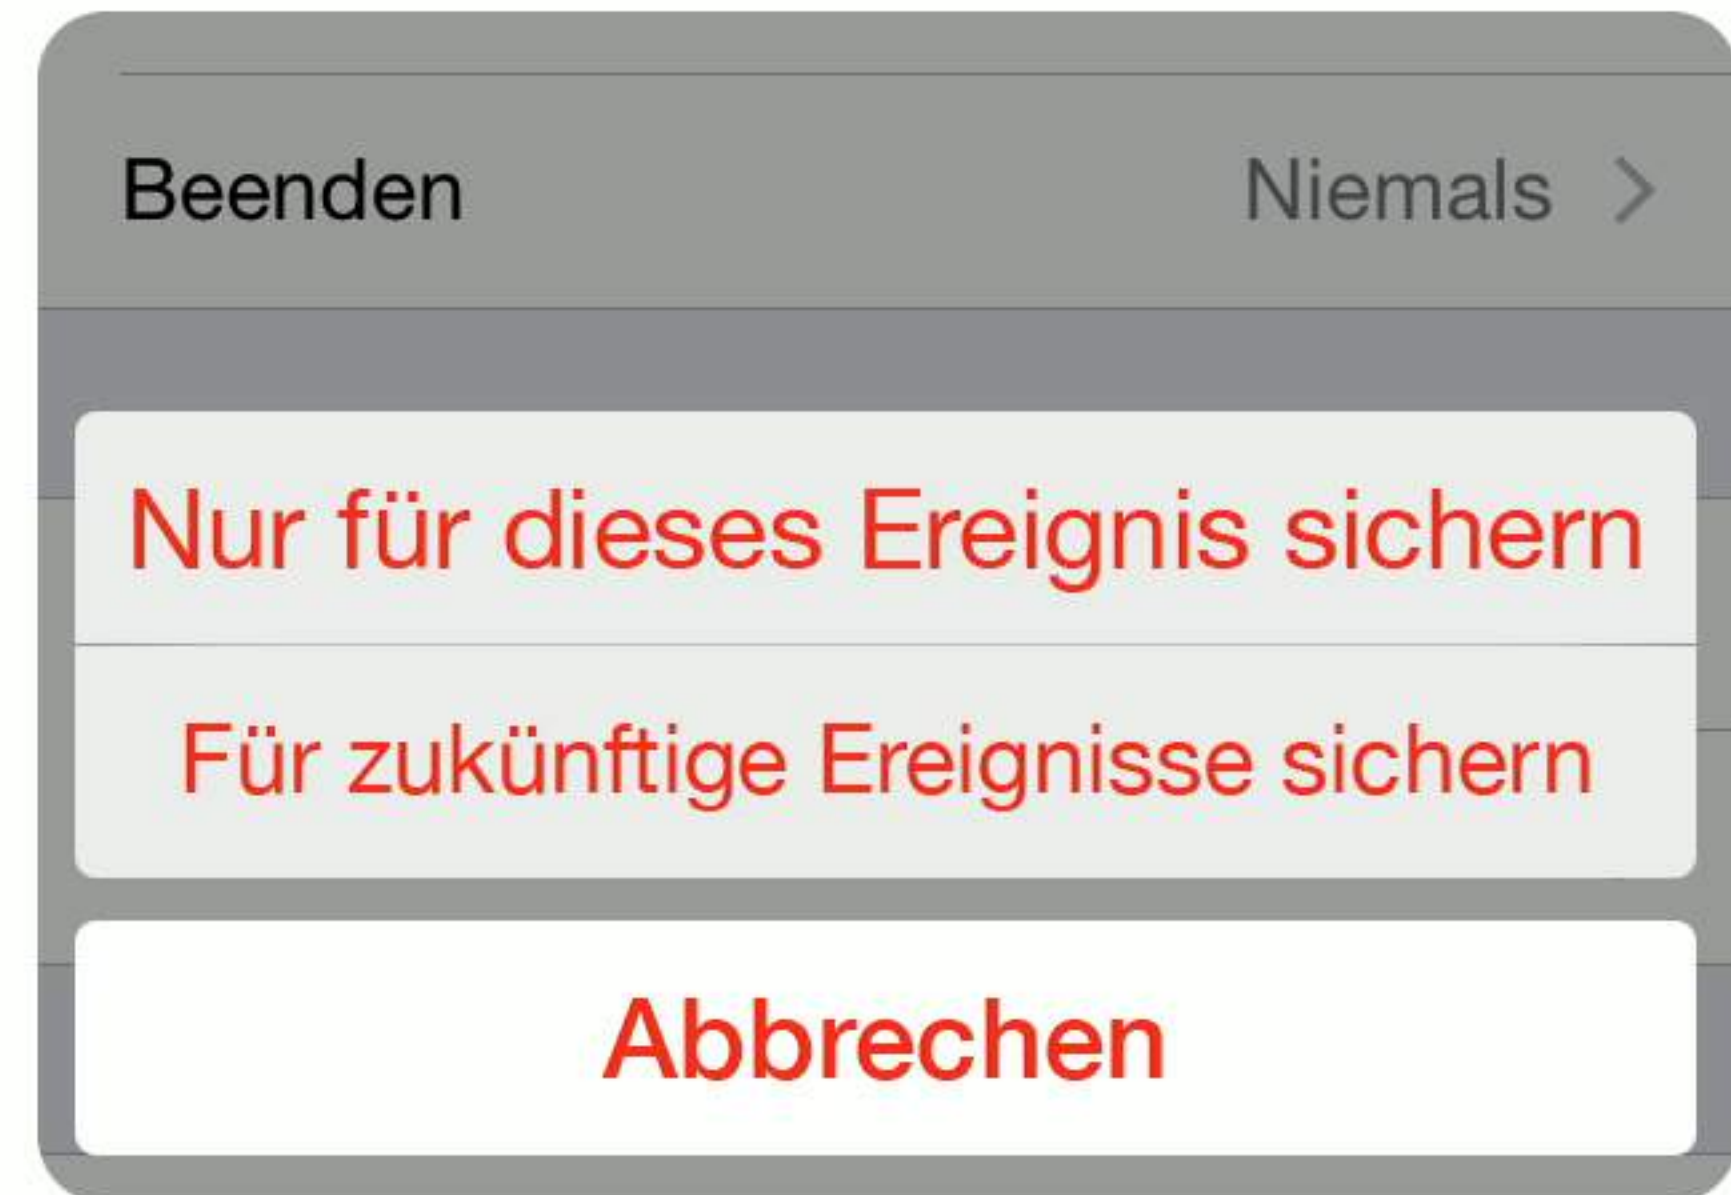 Beenden Niemals
Nur für dieses Ereignis sichern
Für zukünftige Ereignisse sichern
Abbrechen